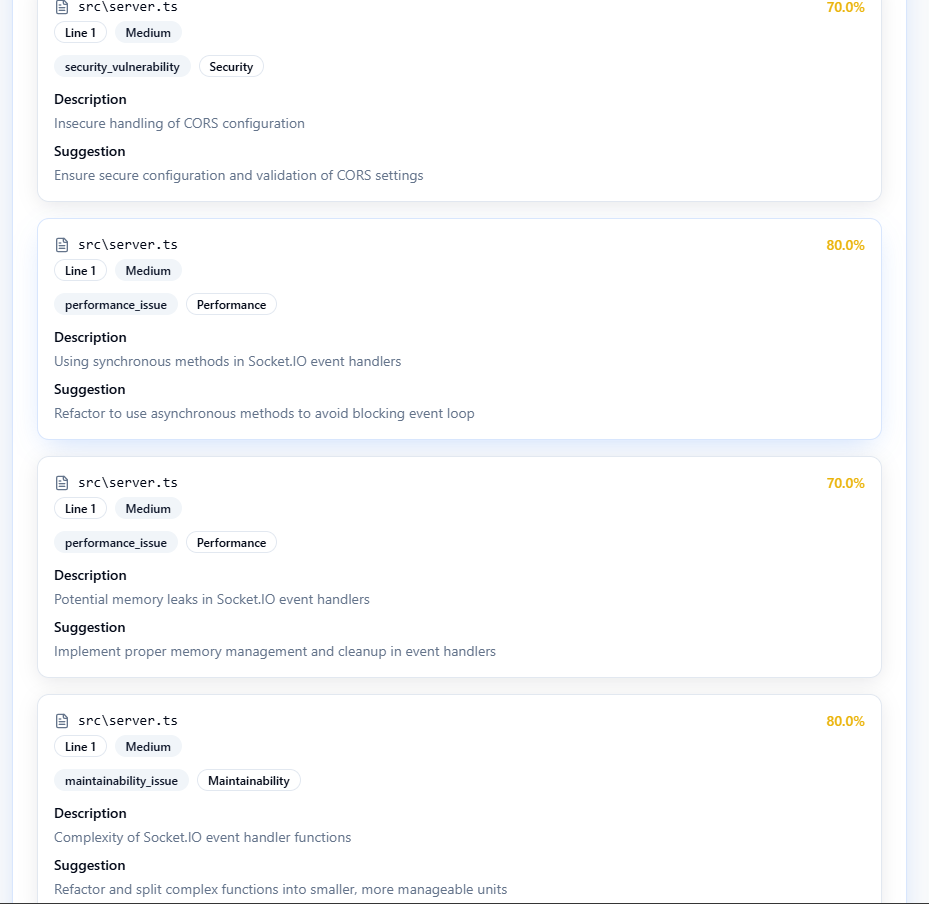 src\server.ts 70.0%
Line 1 Medium
security_vulnerability Security
Description
Insecure handling of CORS configuration
Suggestion
Ensure secure configuration and validation of CORS settings
src\server.ts 80.0%
Line 1 Medium
performance_issue Performance
Description
Using synchronous methods in Socket.IO event handlers
Suggestion
Refactor to use asynchronous methods to avoid blocking event loop
src\server.ts 70.0%
Line 1 Medium
performance_issue Performance
Description
Potential memory leaks in Socket.IO event handlers
Suggestion
Implement proper memory management and cleanup in event handlers
src\server.ts 80.0%
Line 1 Medium
maintainability_issue Maintainability
Description
Complexity of Socket.IO event handler functions
Suggestion
Refactor and split complex functions into smaller, more manageable units